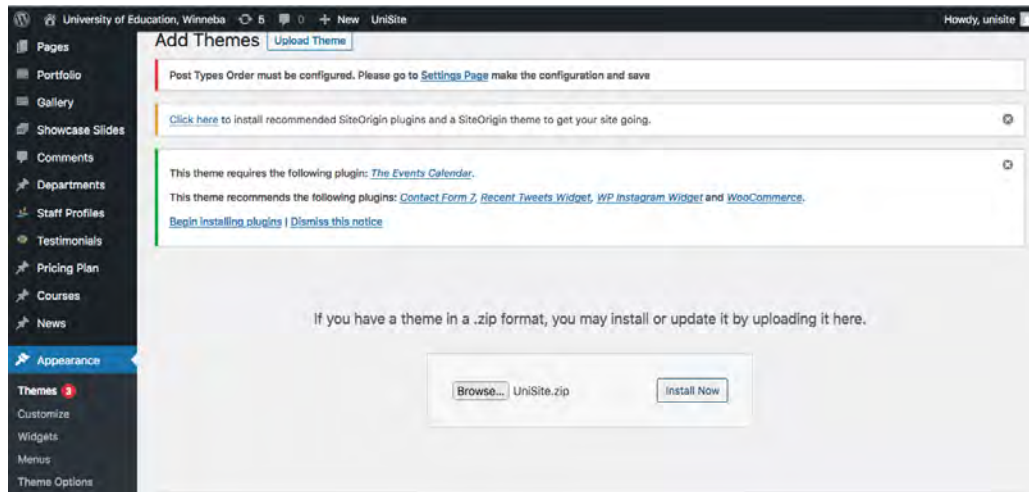 University of Education, Winneba 5 0 + New UniSite Howdy, unisite
Pages
Portfolio
Gallery
Showcase Slides
Comments
Departments
Staff Profiles
Testimonials
Pricing Plan
Courses
News
Appearance
Themes 3
Customize
Widgets
Menus
Theme Options
Add Themes Upload Theme
Post Types Order must be configured. Please go to Settings Page make the configuration and save
Click here to install recommended SiteOrigin plugins and a SiteOrigin theme to get your site going.
This theme requires the following plugin: The Events Calendar.
This theme recommends the following plugins: Contact Form 7, Recent Tweets Widget, WP Instagram Widget and WooCommerce.
Begin installing plugins | Dismiss this notice
If you have a theme in a .zip format, you may install or update it by uploading it here.
Browse... UniSite.zip Install Now